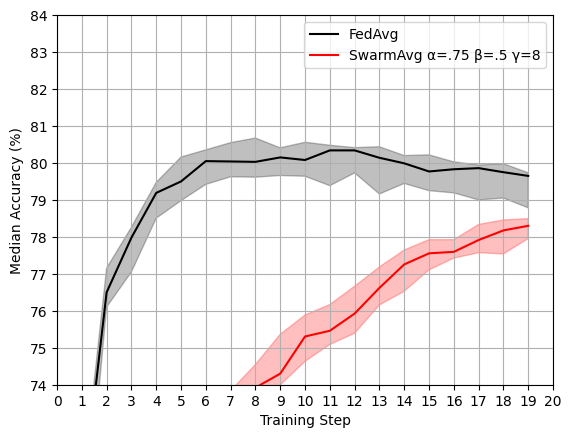 84
83
82
81
80
79
78
77
76
75
74
Median Accuracy (%)
FedAvg
SwarmAvg α=.75 β=.5 γ=8
0 1 2 3 4 5 6 7 8 9 10 11 12 13 14 15 16 17 18 19 20
Training Step